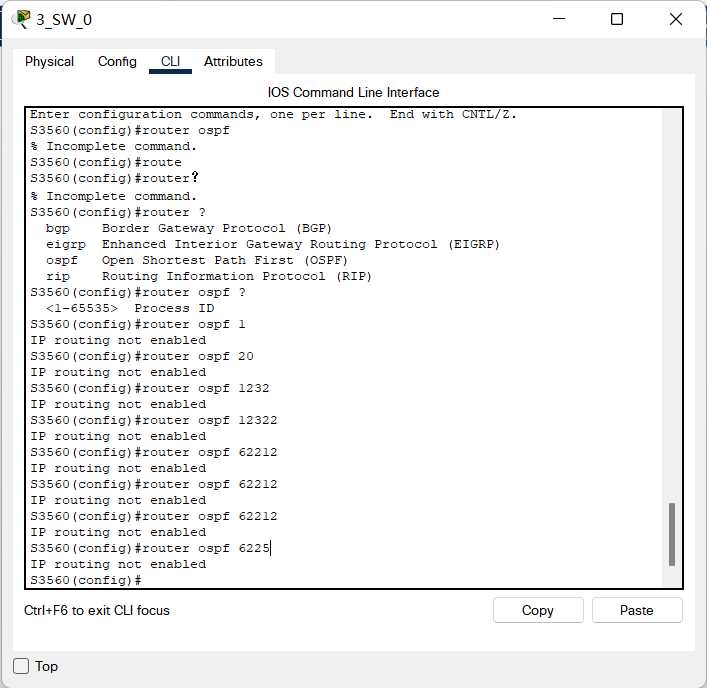 3_SW_0
Physical Config CLI Attributes
IOS Command Line Interface
Enter configuration commands, one per line.  End with CNTL/Z.
S3560(config)#router ospf
% Incomplete command.
S3560(config)#route
S3560(config)#router?
% Incomplete command.
S3560(config)#router ?
  bgp    Border Gateway Protocol (BGP)
  eigrp  Enhanced Interior Gateway Routing Protocol (EIGRP)
  ospf   Open Shortest Path First (OSPF)
  rip    Routing Information Protocol (RIP)
S3560(config)#router ospf ?
  <1-65535>  Process ID
S3560(config)#router ospf 1
IP routing not enabled
S3560(config)#router ospf 20
IP routing not enabled
S3560(config)#router ospf 1232
IP routing not enabled
S3560(config)#router ospf 12322
IP routing not enabled
S3560(config)#router ospf 62212
IP routing not enabled
S3560(config)#router ospf 62212
IP routing not enabled
S3560(config)#router ospf 62212
IP routing not enabled
S3560(config)#router ospf 6225
IP routing not enabled
S3560(config)#
Ctrl+F6 to exit CLI focus
Copy Paste
Top